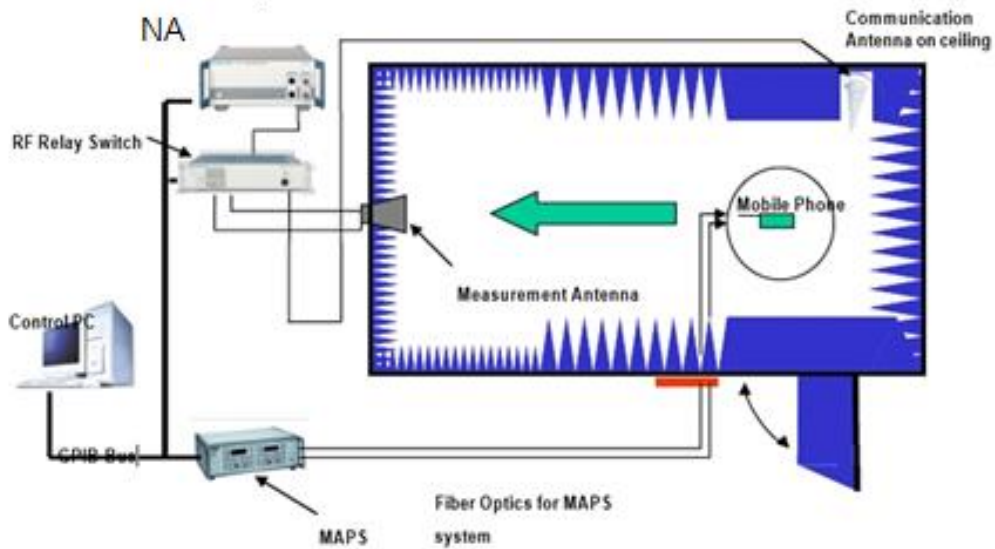 NA
Communication
Antenna on ceiling
RF Relay Switch
Mobile Phone
Measurement Antenna
Control PC
GPIB Bus
Fiber Optics for MAPS
system
MAPS